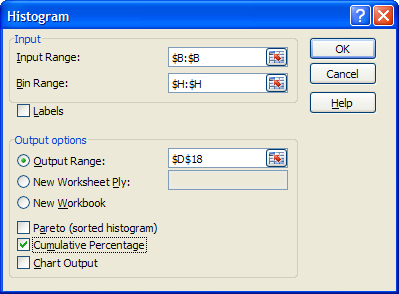 Histogram
Input
Input Range: $B:$B
Bin Range: $H:$H
Labels
Output options
Output Range: $D$18
New Worksheet Ply:
New Workbook
Pareto (sorted histogram)
Cumulative Percentage
Chart Output
OK
Cancel
Help